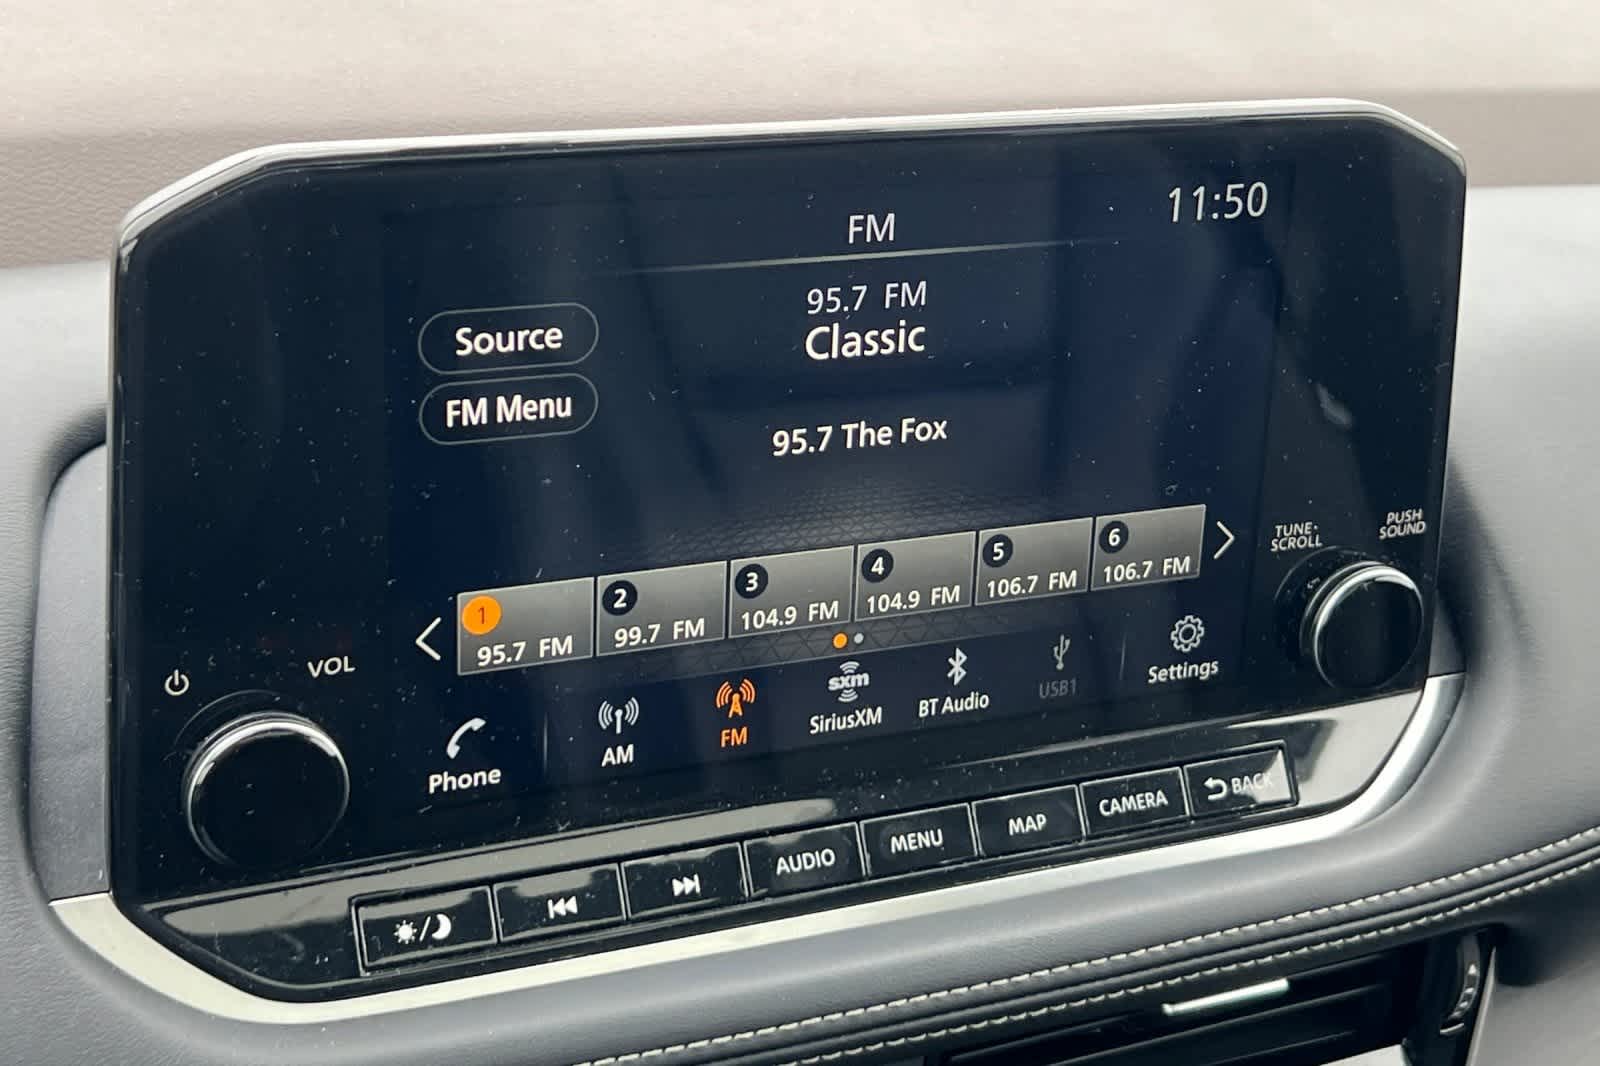 11:50
FM
95.7 FM
Classic
Source
FM Menu
95.7 The Fox
TUNE·
SCROLL
PUSH
SOUND
1
95.7 FM
2
99.7 FM
3
104.9 FM
4
104.9 FM
5
106.7 FM
6
106.7 FM
VOL
Phone
AM
FM
sxm
SiriusXM
BT Audio
USB1
Settings
AUDIO
MENU
MAP
CAMERA
BACK